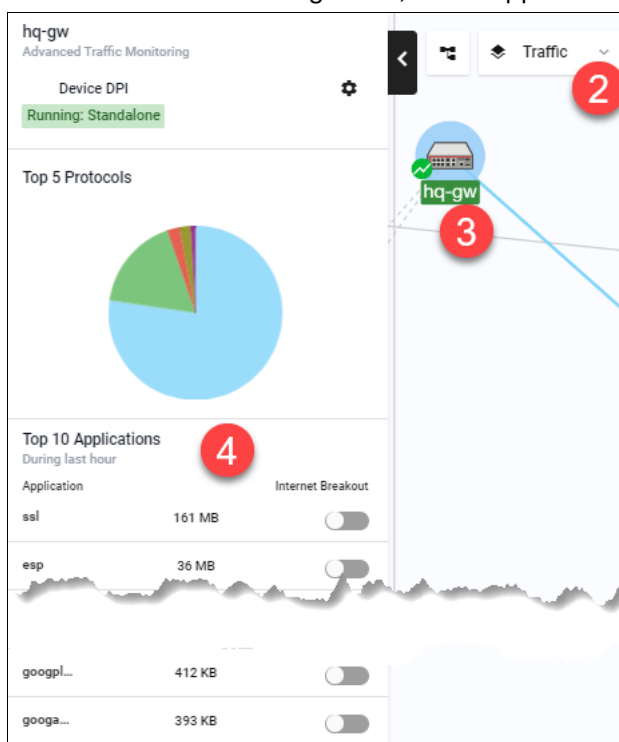 hq-gw
Advanced Traffic Monitoring
Device DPI
Running: Standalone
Top 5 Protocols
Traffic
2
hq-gw
3
Top 10 Applications
4
During last hour
Application Internet Breakout
ssl 161 MB
esp 36 MB
googpl... 412 KB
googa... 393 KB